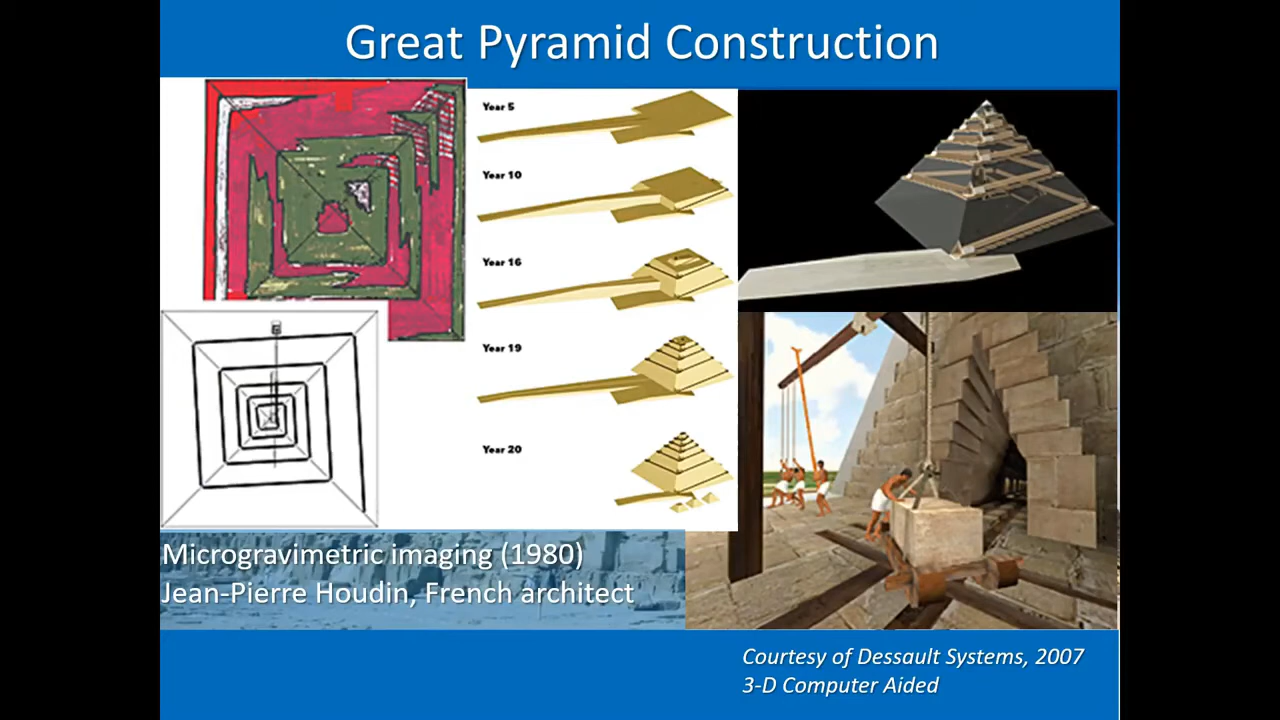 Great Pyramid Construction
Year 5
Year 10
Year 16
Year 19
Year 20
Microgravimetric imaging (1980)
Jean-Pierre Houdin, French architect
Courtesy of Dessault Systems, 2007
3-D Computer Aided